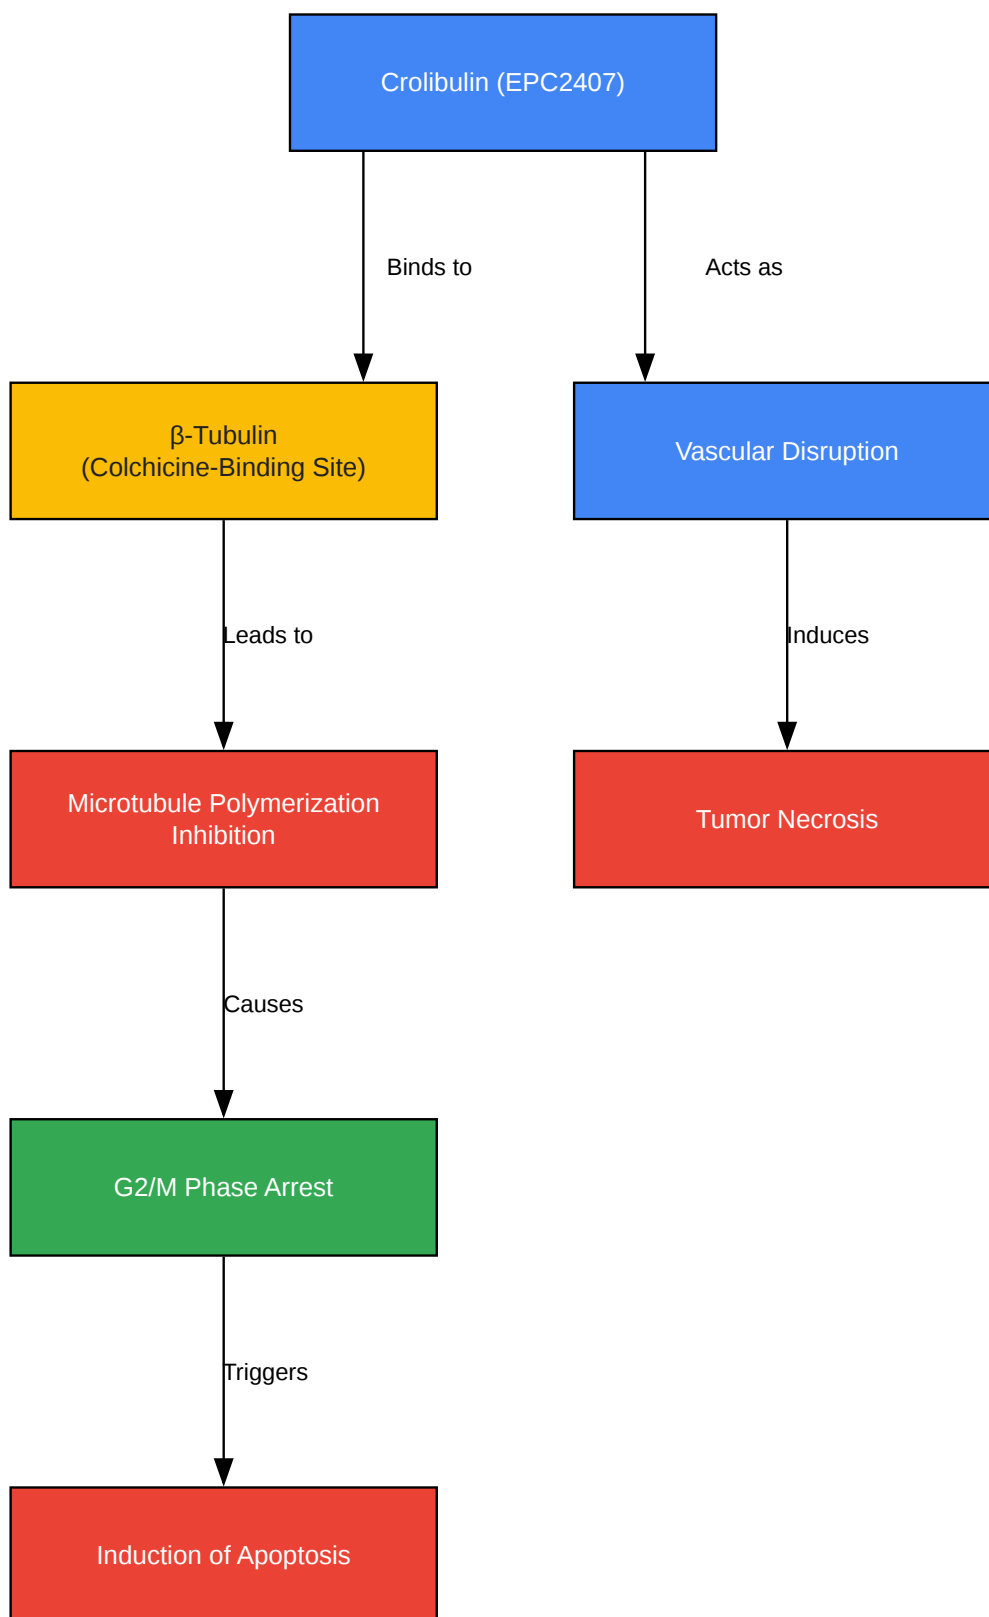 Crolibulin (EPC2407)
Binds to
Acts as
β-Tubulin
(Colchicine-Binding Site)
Vascular Disruption
Leads to
Induces
Microtubule Polymerization
Inhibition
Tumor Necrosis
Causes
G2/M Phase Arrest
Triggers
Induction of Apoptosis